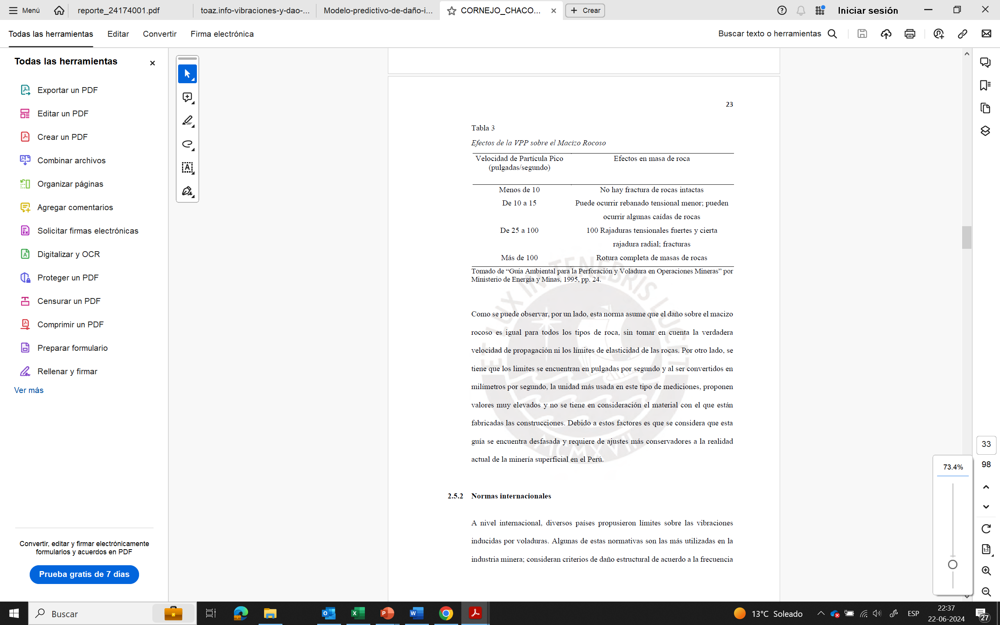 Menú
reporte_24174001.pdf
toaz.info-vibraciones-y-dao-...
Modelo-predictivo-de-daño-i...
CORNEJO_CHACO...
Crear
Iniciar sesión
Todas las herramientas
Editar
Convertir
Firma electrónica
Buscar texto o herramientas
Todas las herramientas
Exportar un PDF
Editar un PDF
Crear un PDF
Combinar archivos
Organizar páginas
Agregar comentarios
Solicitar firmas electrónicas
Digitalizar y OCR
Proteger un PDF
Censurar un PDF
Comprimir un PDF
Preparar formulario
Rellenar y firmar
Ver más
Convertir, editar y firmar electrónicamente
formularios y acuerdos en PDF
Prueba gratis de 7 días
23
Tabla 3
Efectos de la VPP sobre el Macizo Rocoso
Velocidad de Partícula Pico
(pulgadas/segundo)
Efectos en masa de roca
Menos de 10
No hay fractura de rocas intactas
De 10 a 15
Puede ocurrir rebanado tensional menor; pueden
ocurrir algunas caídas de rocas
De 25 a 100
100 Rajaduras tensionales fuertes y cierta
rajadura radial; fracturas
Más de 100
Rotura completa de masas de rocas
Tomado de “Guía Ambiental para la Perforación y Voladura en Operaciones Mineras” por
Ministerio de Energía y Minas, 1995, pp. 24.
Como se puede observar, por un lado, esta norma asume que el daño sobre el macizo
rocoso es igual para todos los tipos de roca, sin tomar en cuenta la verdadera
velocidad de propagación ni los límites de elasticidad de las rocas. Por otro lado, se
tiene que los limites se encuentran en pulgadas por segundo y al ser convertidos en
milímetros por segundo, la unidad más usada en este tipo de mediciones, proponen
valores muy elevados y no se tiene en consideración el material con el que están
fabricadas las construcciones. Debido a estos factores es que se considera que esta
guía se encuentra desfasada y requiere de ajustes más conservadores a la realidad
actual de la minería superficial en el Perú.
ET LUX IN TENEBRIS LUCET
MCMXVII
2.5.2 Normas internacionales
A nivel internacional, diversos países propusieron límites sobre las vibraciones
inducidas por voladuras. Algunas de estas normativas son las más utilizadas en la
industria minera; consideran criterios de daño estructural de acuerdo a la frecuencia
33
98
73.4%
Buscar
13°C Soleado
ESP
22:37
22-06-2024
27